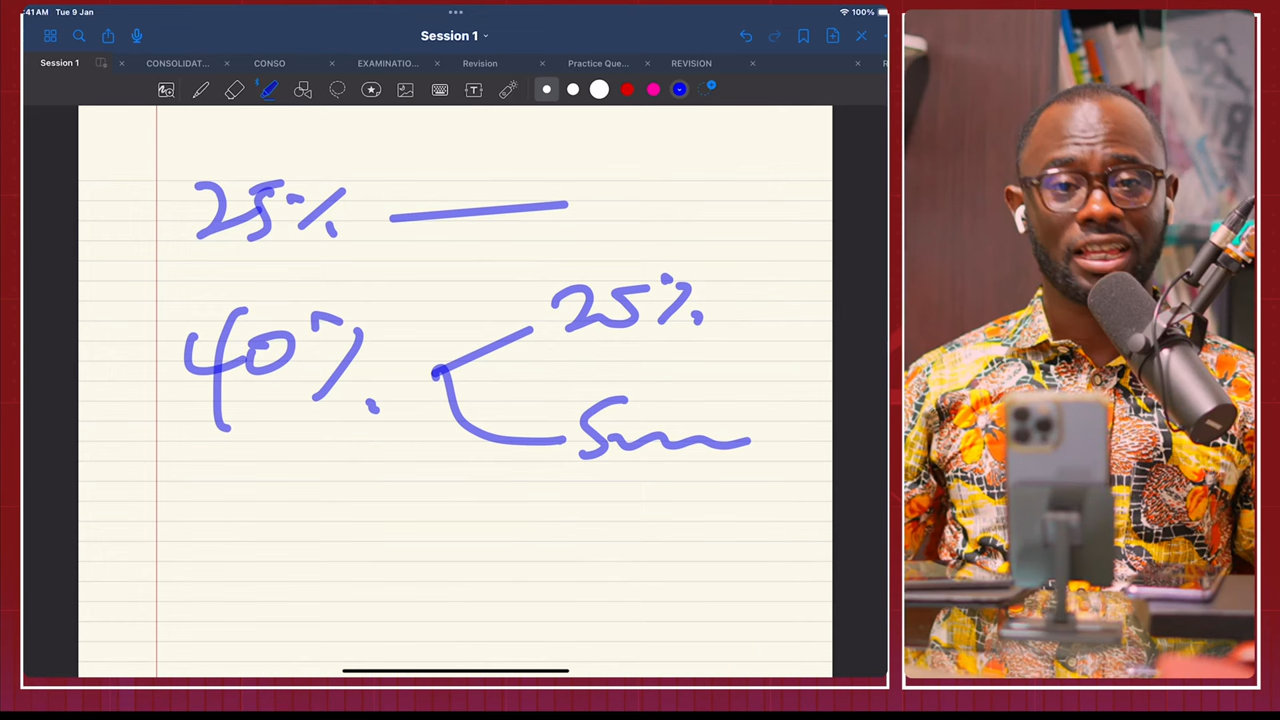 :41 AM Tue 9 Jan
100%
Session 1
Session 1
CONSOLIDAT...
CONSO
EXAMINATIO...
Revision
Practice Que...
REVISION
25%
40%
25%